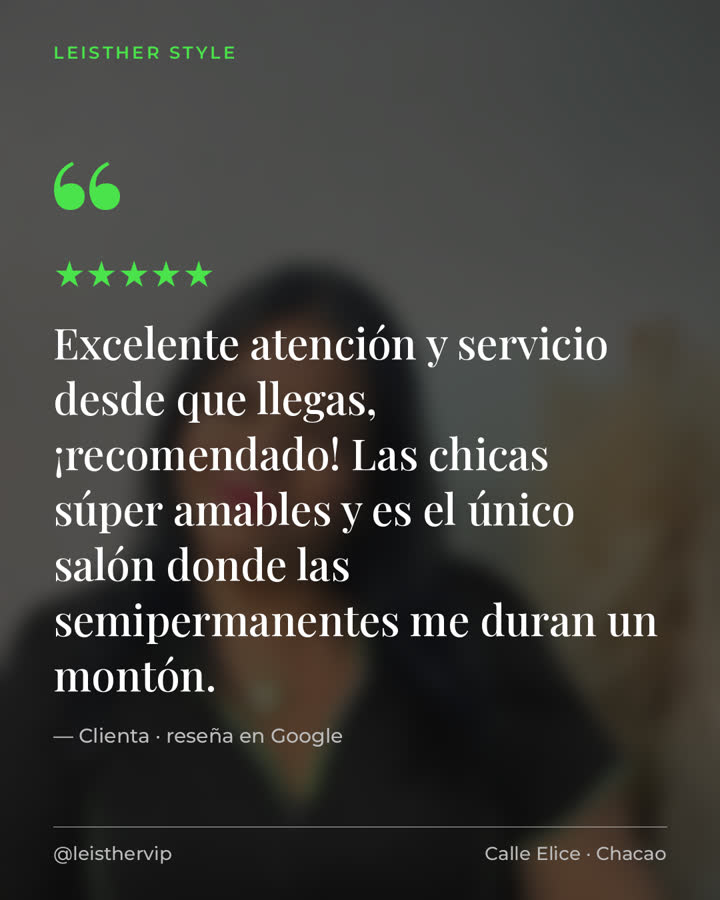 LEISTHER STYLE
“
★★★★★
Excelente atención y servicio
desde que llegas,
¡recomendado! Las chicas
súper amables y es el único
salón donde las
semipermanentes me duran un
montón.
— Clienta · reseña en Google
@leisthervip
Calle Elice · Chacao